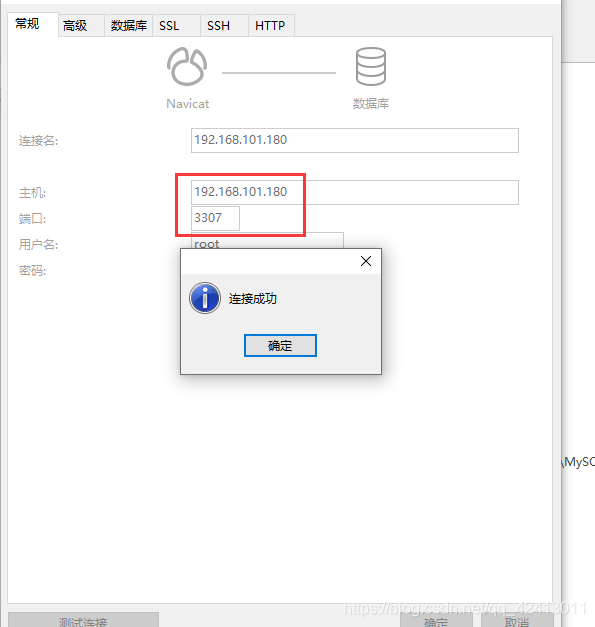 常规 高级 数据库 SSL SSH HTTP
Navicat 数据库
连接名: 192.168.101.180
主机: 192.168.101.180
端口: 3307
用户名: root
密码:
连接成功
确定
\MySQ
测试连接 确定 取消
https://blog.csdn.net/qq_42413011